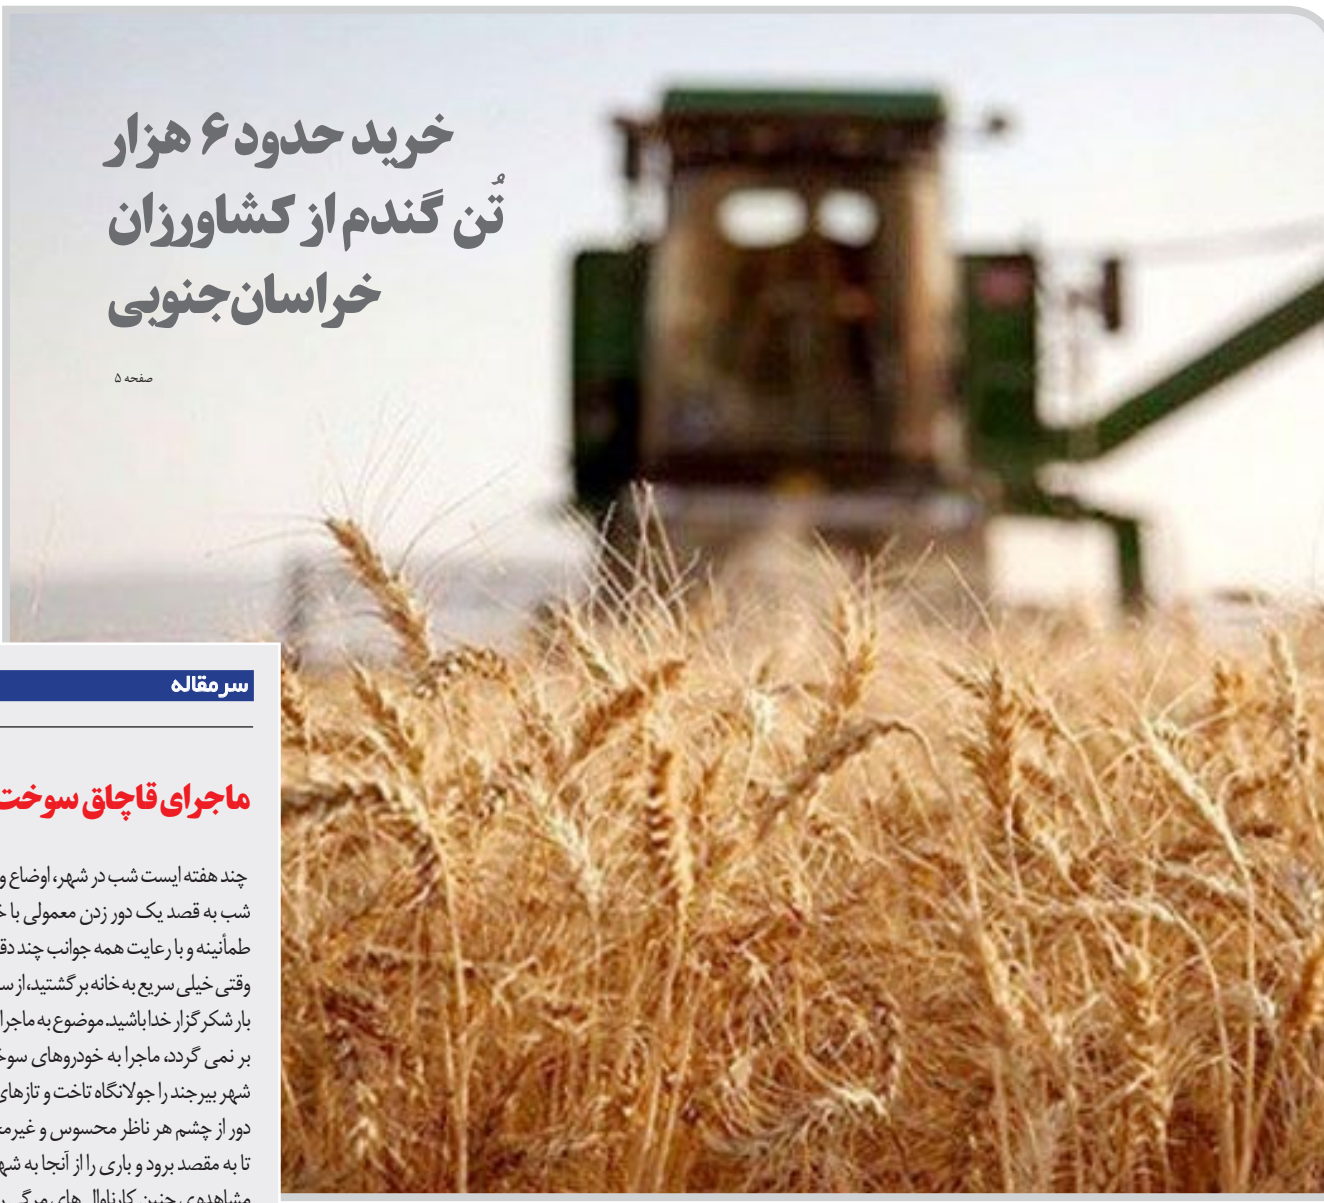 خرید حدود ۶ هزار
تُن گندم از کشاورزان
خراسان‌جنوبی
صفحه ۵
سرمقاله
ماجرای قاچاق سوخت
چند هفته ایست شب در شهر، اوضاع و
شب به قصد یک دور زدن معمولی با
طمأنینه و با رعایت همه جوانب چند
وقتی خیلی سریع به خانه برگشتید، از
بار شکرگزار خدا باشید. موضوع به
بر نمی گردد، ماجرا به خودروهای
شهر بیرجند را جولانگاه تاخت و تازهای
دور از چشم هر ناظر محسوس و
تا به مقصد برود و باری را از آنجا به
مشاهده‌ی چنین کارناوال های